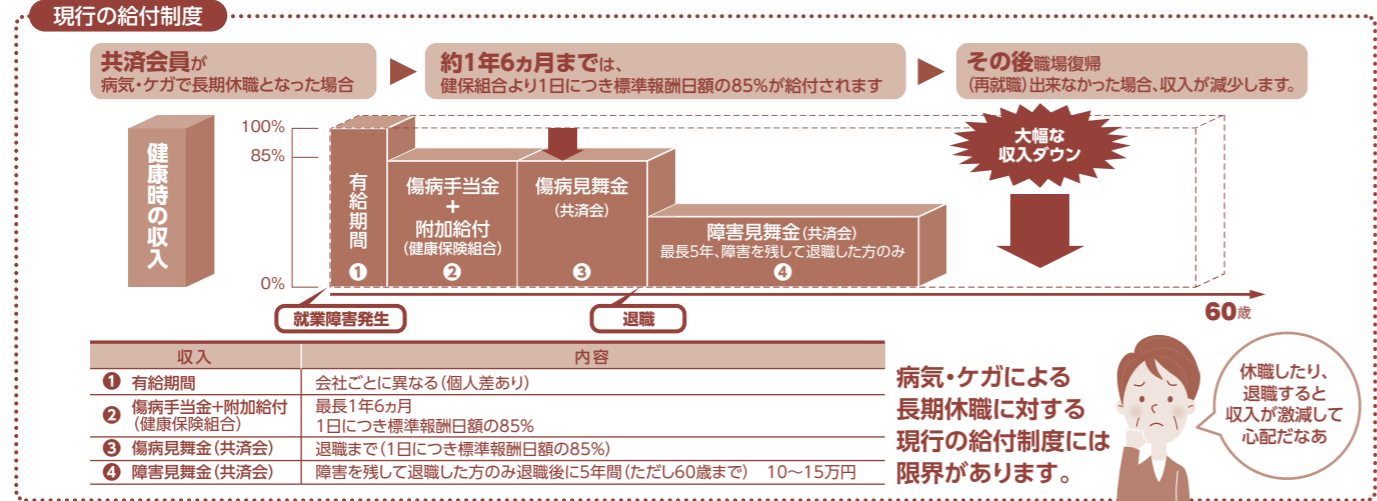 現行の給付制度
共済会員が
病気・ケガで長期休職となった場合
約1年6ヵ月までは、
健保組合より1日につき標準報酬日額の85%が給付されます
その後職場復帰
(再就職)出来なかった場合、収入が減少します。
健康時の収入
100%
85%
0%
有給期間
❶
傷病手当金
+
附加給付
(健康保険組合)
❷
傷病見舞金
(共済会)
❸
障害見舞金(共済会)
最長5年、障害を残して退職した方のみ
❹
大幅な
収入ダウン
就業障害発生
退職
60歳
収入 内容
❶ 有給期間 会社ごとに異なる(個人差あり)
❷ 傷病手当金+附加給付
(健康保険組合)
最長1年6ヵ月
1日につき標準報酬日額の85%
❸ 傷病見舞金(共済会) 退職まで(1日につき標準報酬日額の85%)
❹ 障害見舞金(共済会) 障害を残して退職した方のみ退職後に5年間(ただし60歳まで) 10〜15万円
病気・ケガによる
長期休職に対する
現行の給付制度には
限界があります。
休職したり、
退職すると
収入が激減して
心配だなあ